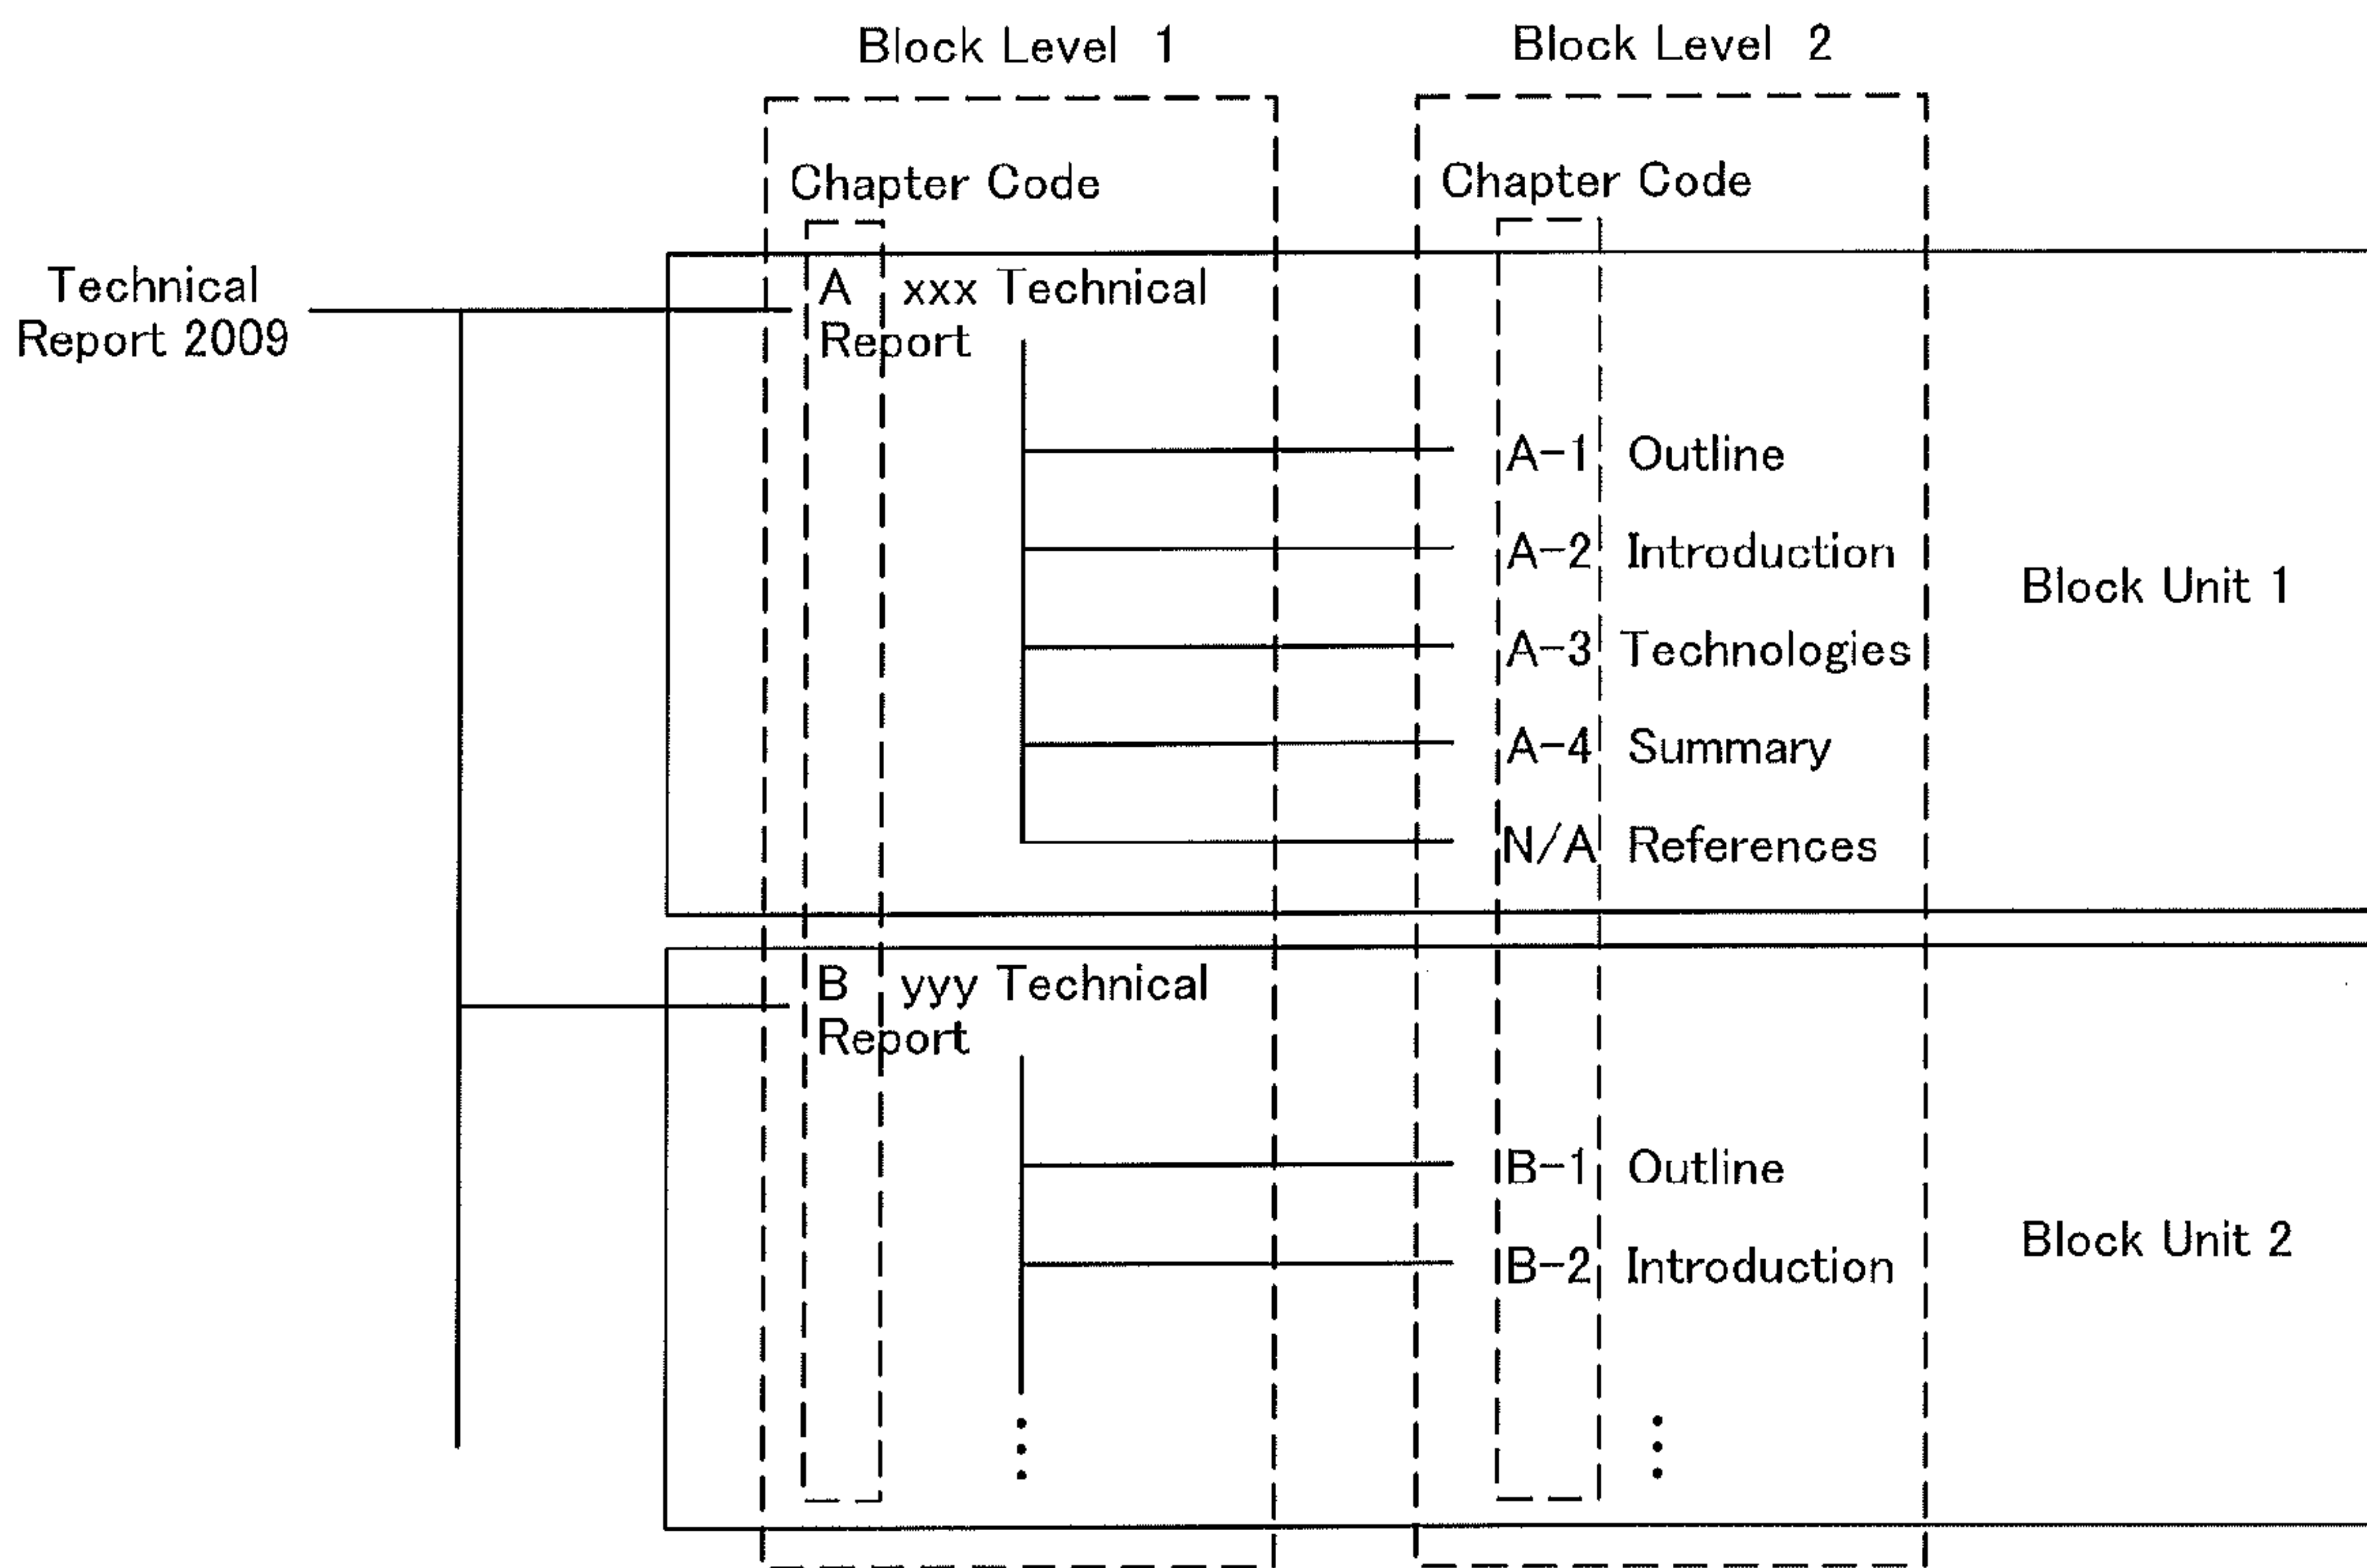 Block Level 1
Block Level 2
Chapter Code
Chapter Code
Technical
Report 2009
A xxx Technical
Report
A-1 Outline
A-2 Introduction
Block Unit 1
A-3 Technologies
A-4 Summary
N/A References
B yyy Technical
Report
B-1 Outline
Block Unit 2
B-2 Introduction